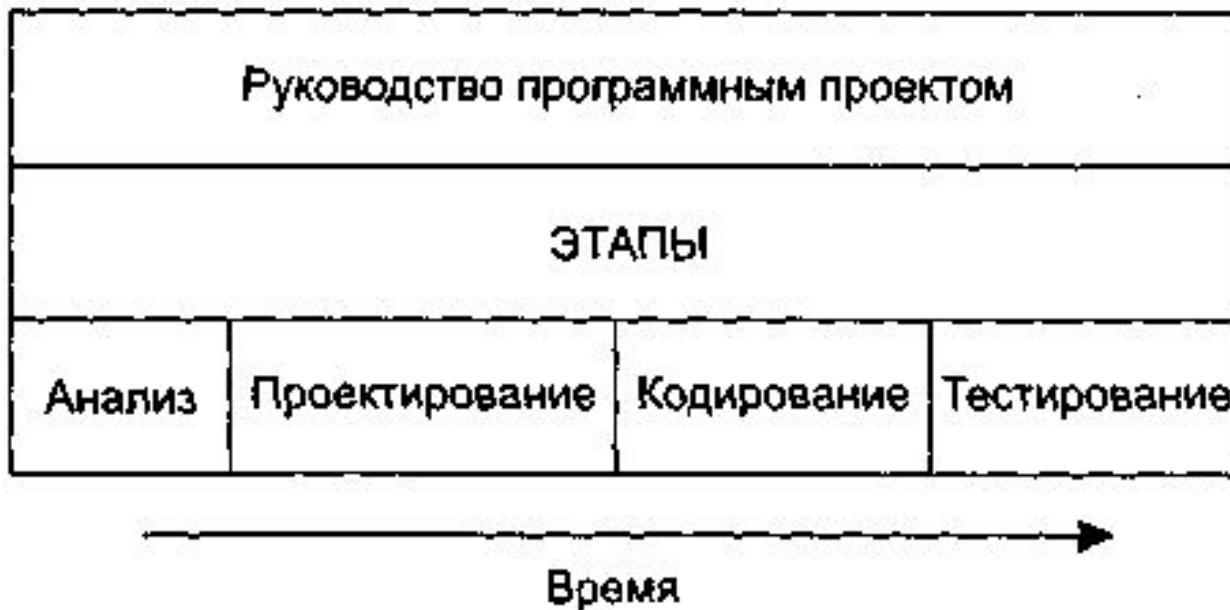 Руководство программным проектом
ЭТАПЫ
Анализ Проектирование Кодирование Тестирование
Время